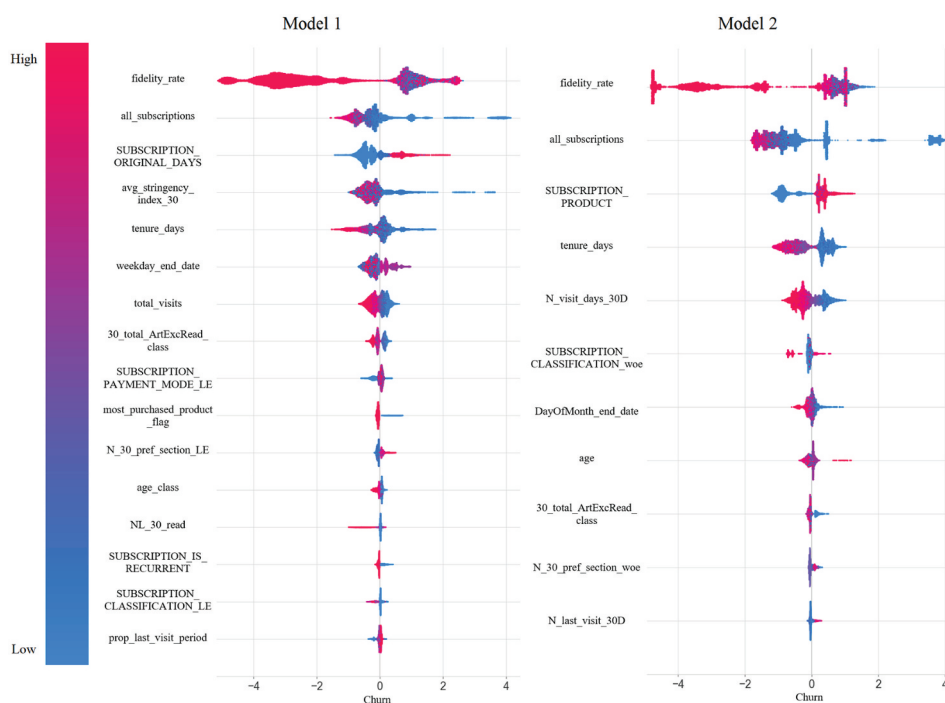 Model 1
Model 2
High
Low
fidelity_rate
all_subscriptions
SUBSCRIPTION_
ORIGINAL_DAYS
avg_stringency_
index_30
tenure_days
weekday_end_date
total_visits
30_total_ArtExcRead_
class
SUBSCRIPTION_
PAYMENT_MODE_LE
most_purchased_product
_flag
N_30_pref_section_LE
age_class
NL_30_read
SUBSCRIPTION_IS_
RECURRENT
SUBSCRIPTION_
CLASSIFICATION_LE
prop_last_visit_period
−4
−2
0
2
4
Churn
fidelity_rate
all_subscriptions
SUBSCRIPTION_
PRODUCT
tenure_days
N_visit_days_30D
SUBSCRIPTION_
CLASSIFICATION_woe
DayOfMonth_end_date
age
30_total_ArtExcRead_
class
N_30_pref_section_woe
N_last_visit_30D
−4
−2
0
2
4
Churn